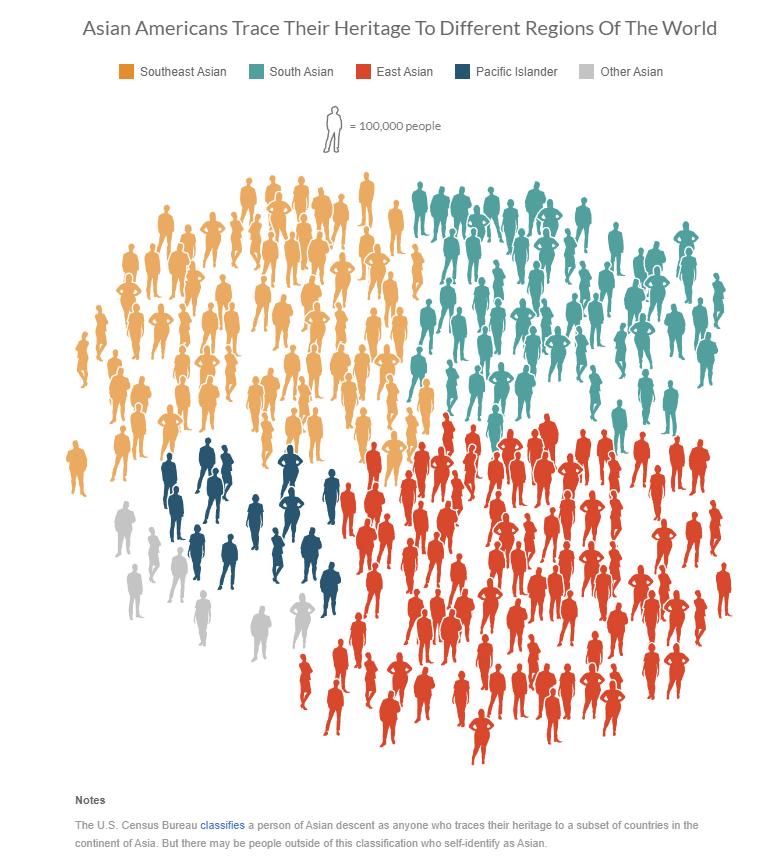 Asian Americans Trace Their Heritage To Different Regions Of The World
Southeast Asian South Asian East Asian Pacific Islander Other Asian
= 100,000 people
Notes
The U.S. Census Bureau classifies a person of Asian descent as anyone who traces their heritage to a subset of countries in the
continent of Asia. But there may be people outside of this classification who self-identify as Asian.